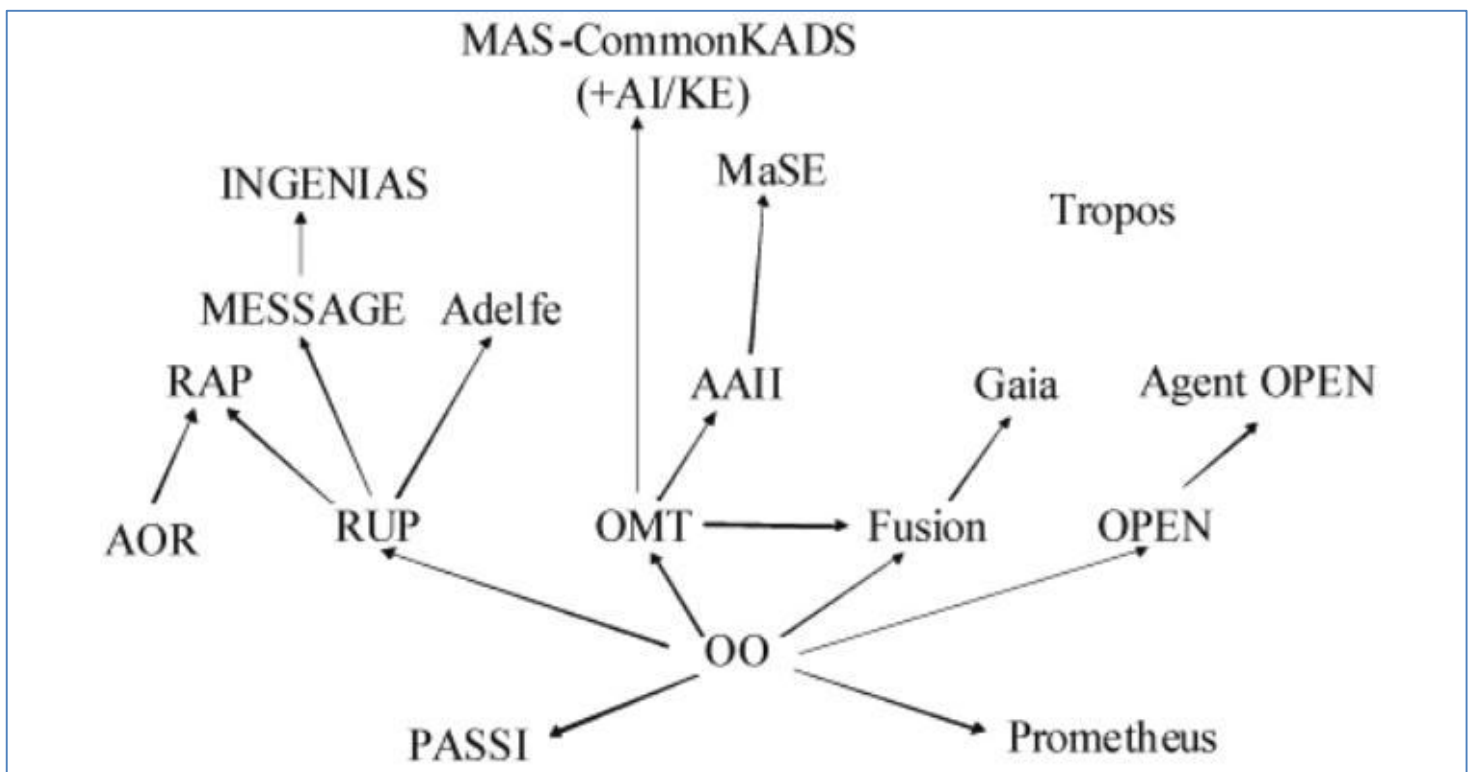 MAS-CommonKADS
(+AI/KE)
MaSE
INGENIAS
Tropos
MESSAGE Adelfe
RAP
AAII
Gaia
Agent OPEN
AOR
RUP
OMT
Fusion
OPEN
OO
PASSI
Prometheus